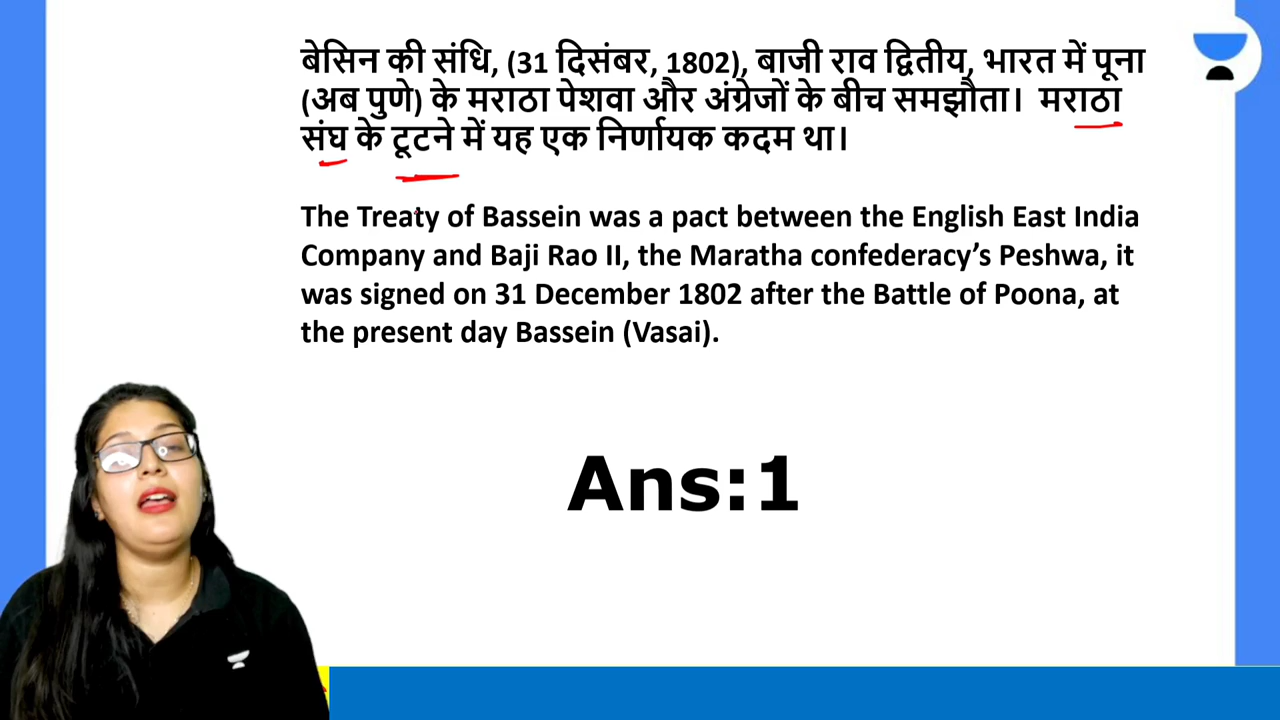 बेसिन की संधि, (31 दिसंबर, 1802), बाजी राव द्वितीय, भारत में पूना
(अब पुणे) के मराठा पेशवा और अंग्रेजों के बीच समझौता। मराठा
संघ के टूटने में यह एक निर्णायक कदम था।
The Treaty of Bassein was a pact between the English East India
Company and Baji Rao II, the Maratha confederacy’s Peshwa, it
was signed on 31 December 1802 after the Battle of Poona, at
the present day Bassein (Vasai).
Ans:1